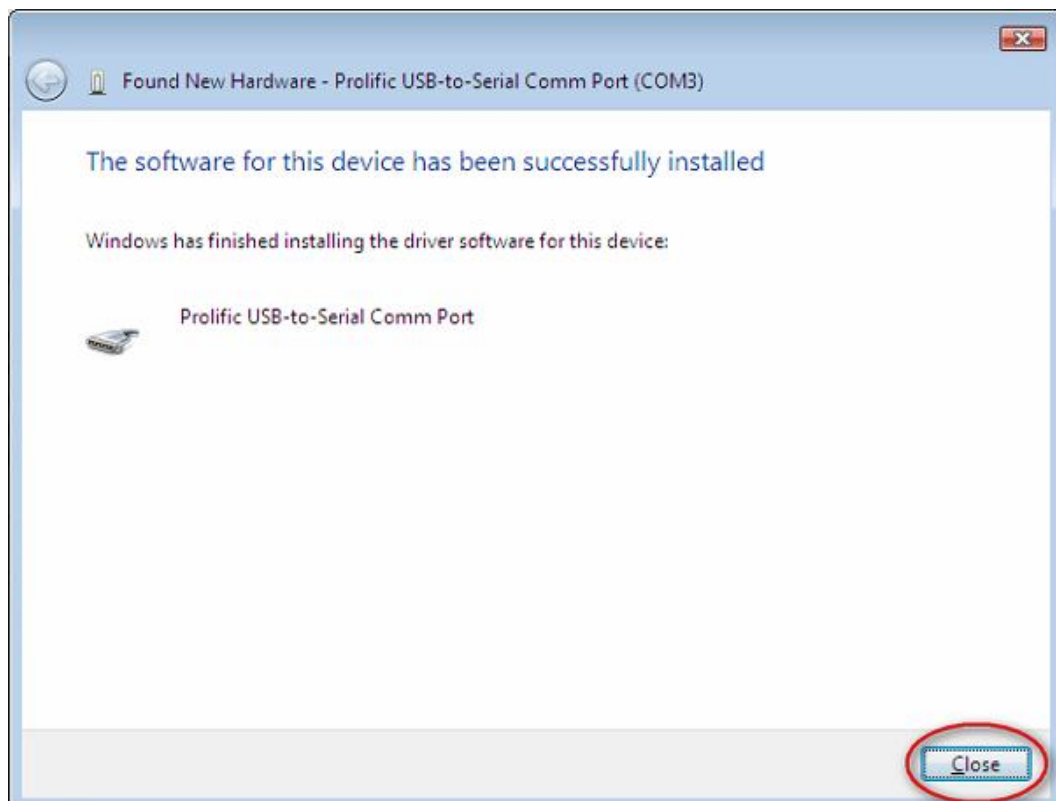 Found New Hardware - Prolific USB-to-Serial Comm Port (COM3)
The software for this device has been successfully installed
Windows has finished installing the driver software for this device:
Prolific USB-to-Serial Comm Port
Close